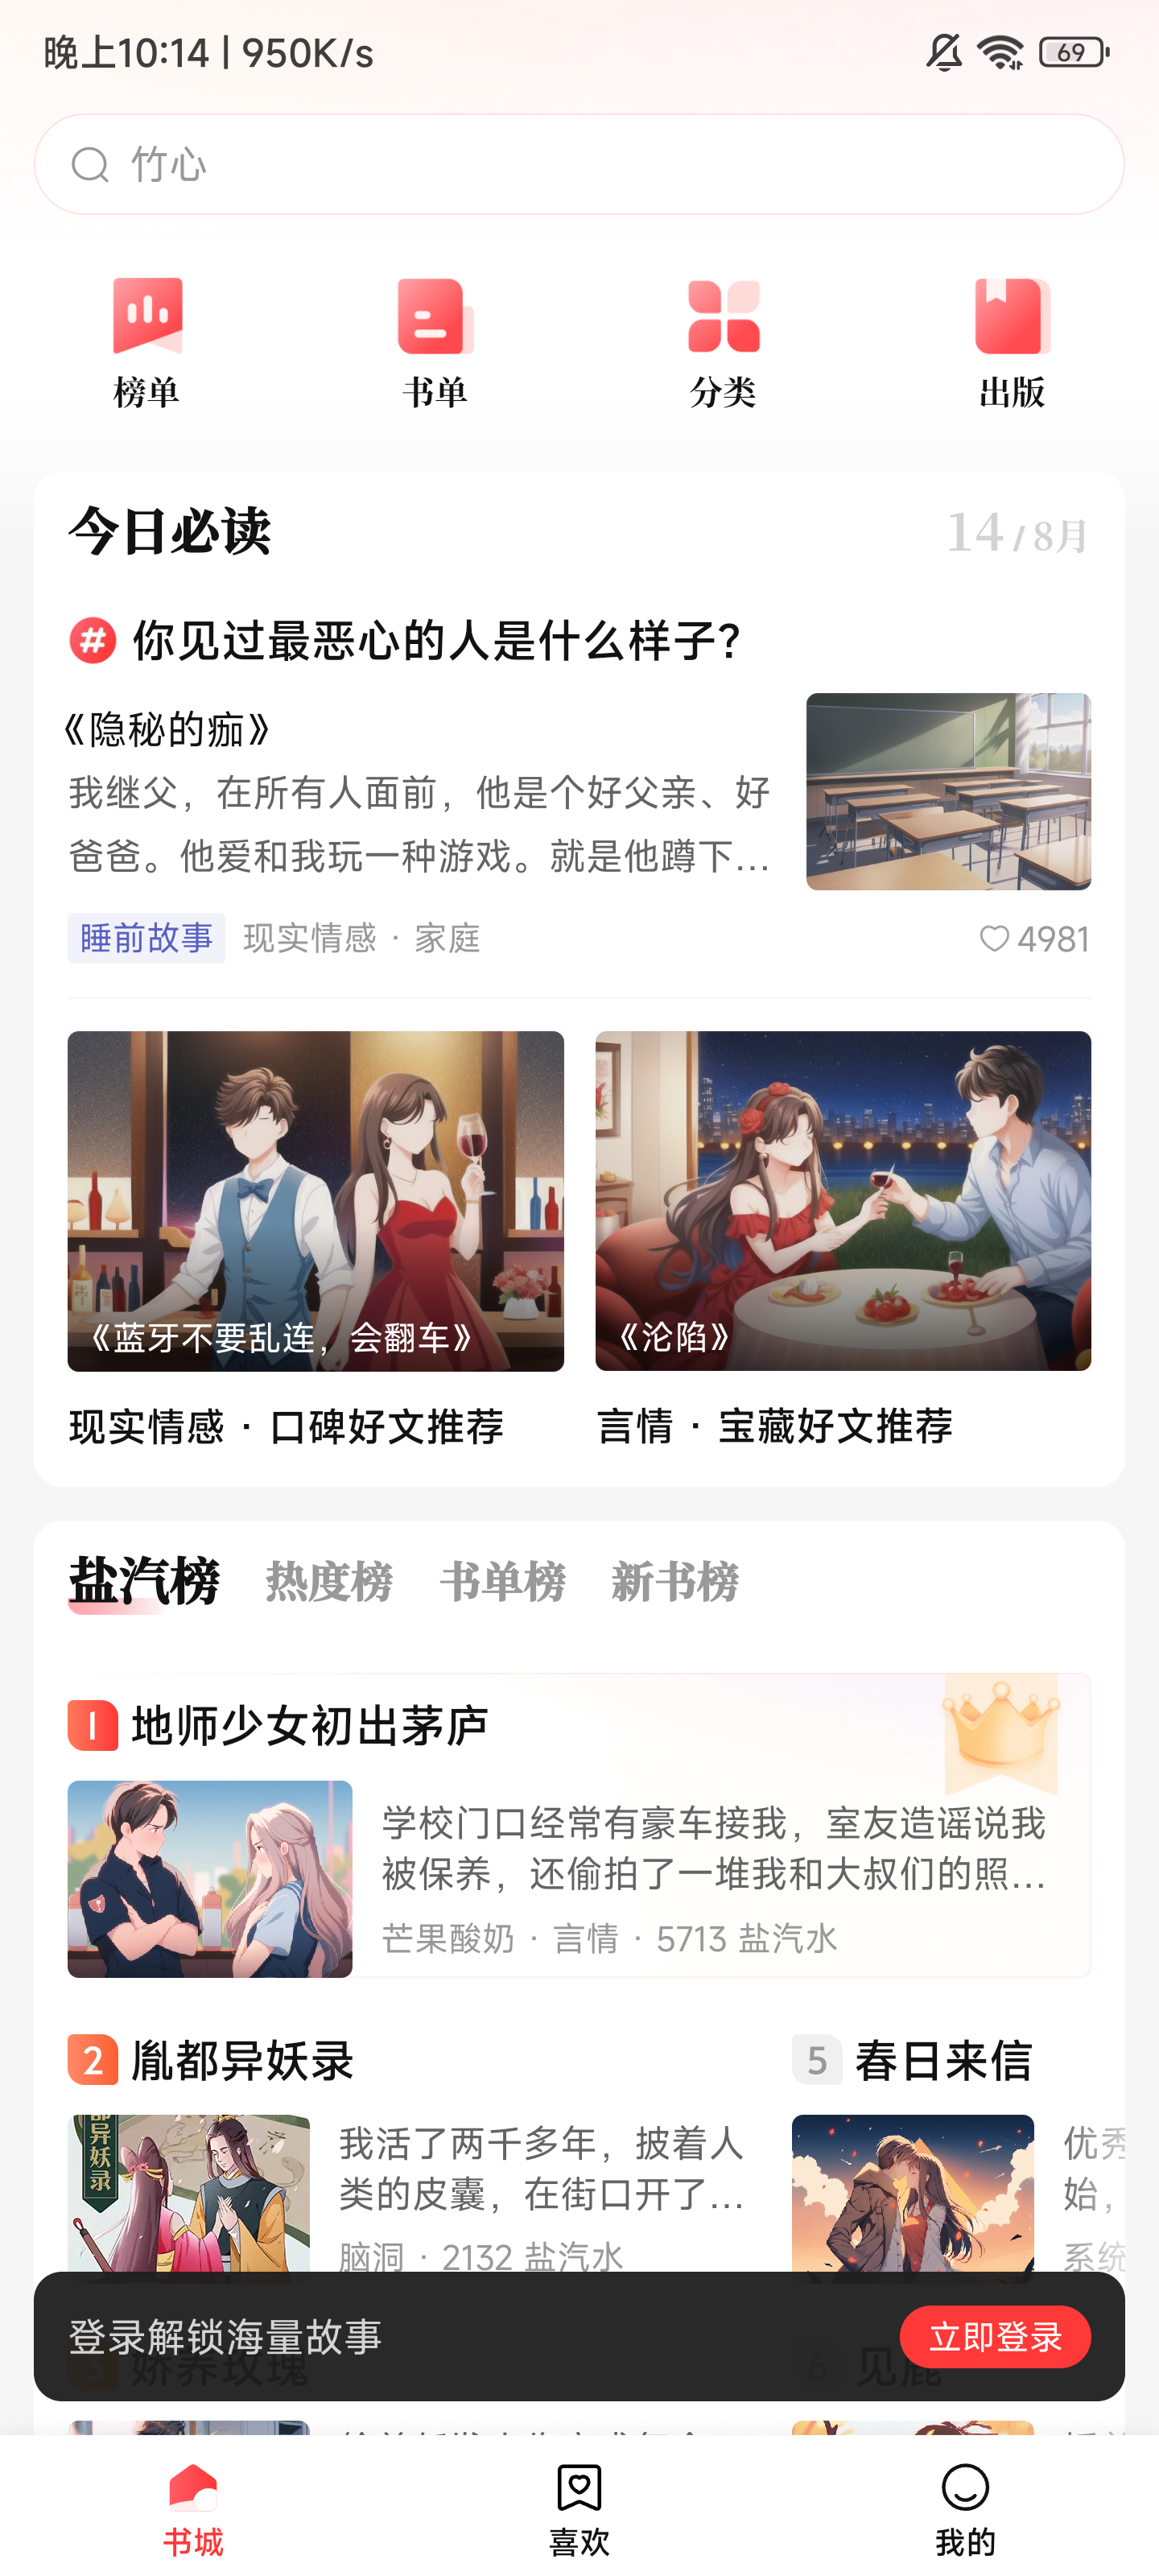 晚上10:14 | 950K/s
69
竹心
榜单
书单
分类
出版
今日必读
14 / 8月
# 你见过最恶心的人是什么样子？
《隐秘的痂》
我继父，在所有人面前，他是个好父亲、好
爸爸。他爱和我玩一种游戏。就是他蹲下...
睡前故事 现实情感 · 家庭
4981
《蓝牙不要乱连，会翻车》
《沦陷》
现实情感 · 口碑好文推荐
言情 · 宝藏好文推荐
盐汽榜 热度榜 书单榜 新书榜
1 地师少女初出茅庐
学校门口经常有豪车接我，室友造谣说我
被保养，还偷拍了一堆我和大叔们的照...
芒果酸奶 · 言情 · 5713 盐汽水
2 胤都异妖录
异妖录
我活了两千多年，披着人
类的皮囊，在街口开了...
脑洞 · 2132 盐汽水
5 春日来信
优秀
始，
系统
登录解锁海量故事
立即登录
3 娇养玫瑰
6 见鹿
书城
喜欢
我的